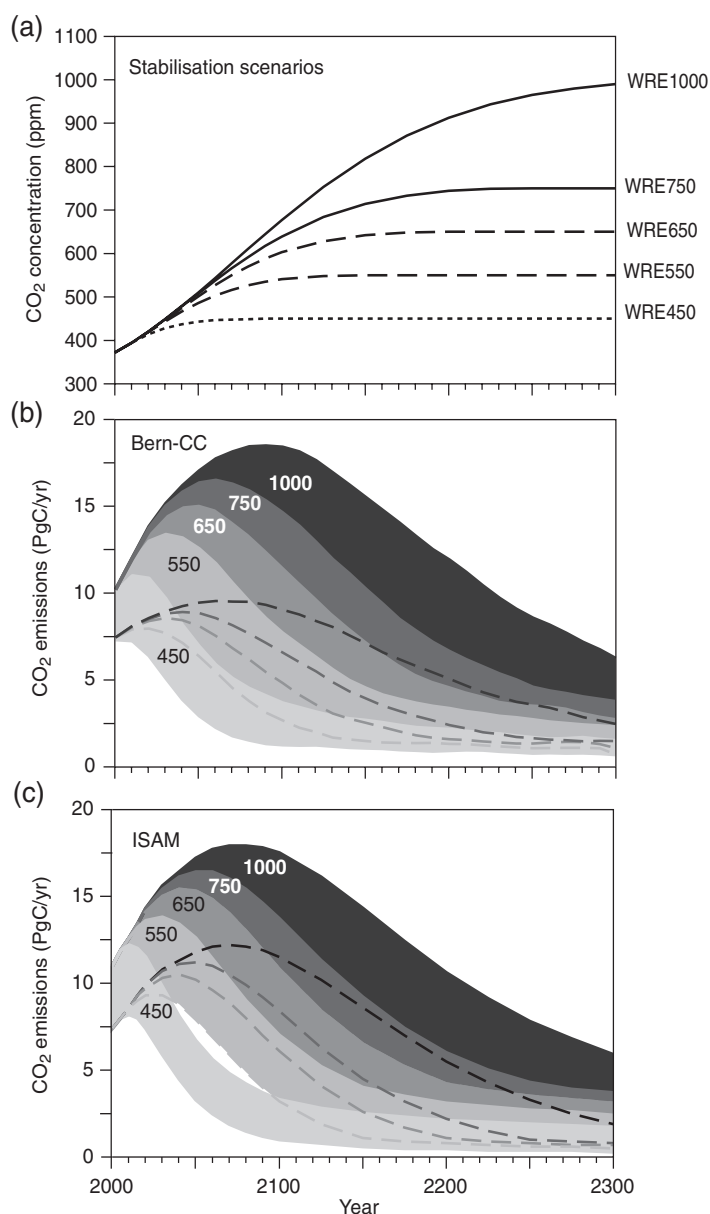 (a)
1100
1000
900
800
700
600
500
400
300
CO₂ concentration (ppm)
Stabilisation scenarios
WRE1000
WRE750
WRE650
WRE550
WRE450
(b)
20
15
10
5
0
CO₂ emissions (PgC/yr)
Bern-CC
1000
750
650
550
450
(c)
20
15
10
5
0
CO₂ emissions (PgC/yr)
ISAM
1000
750
650
550
450
2000
2100
2200
2300
Year